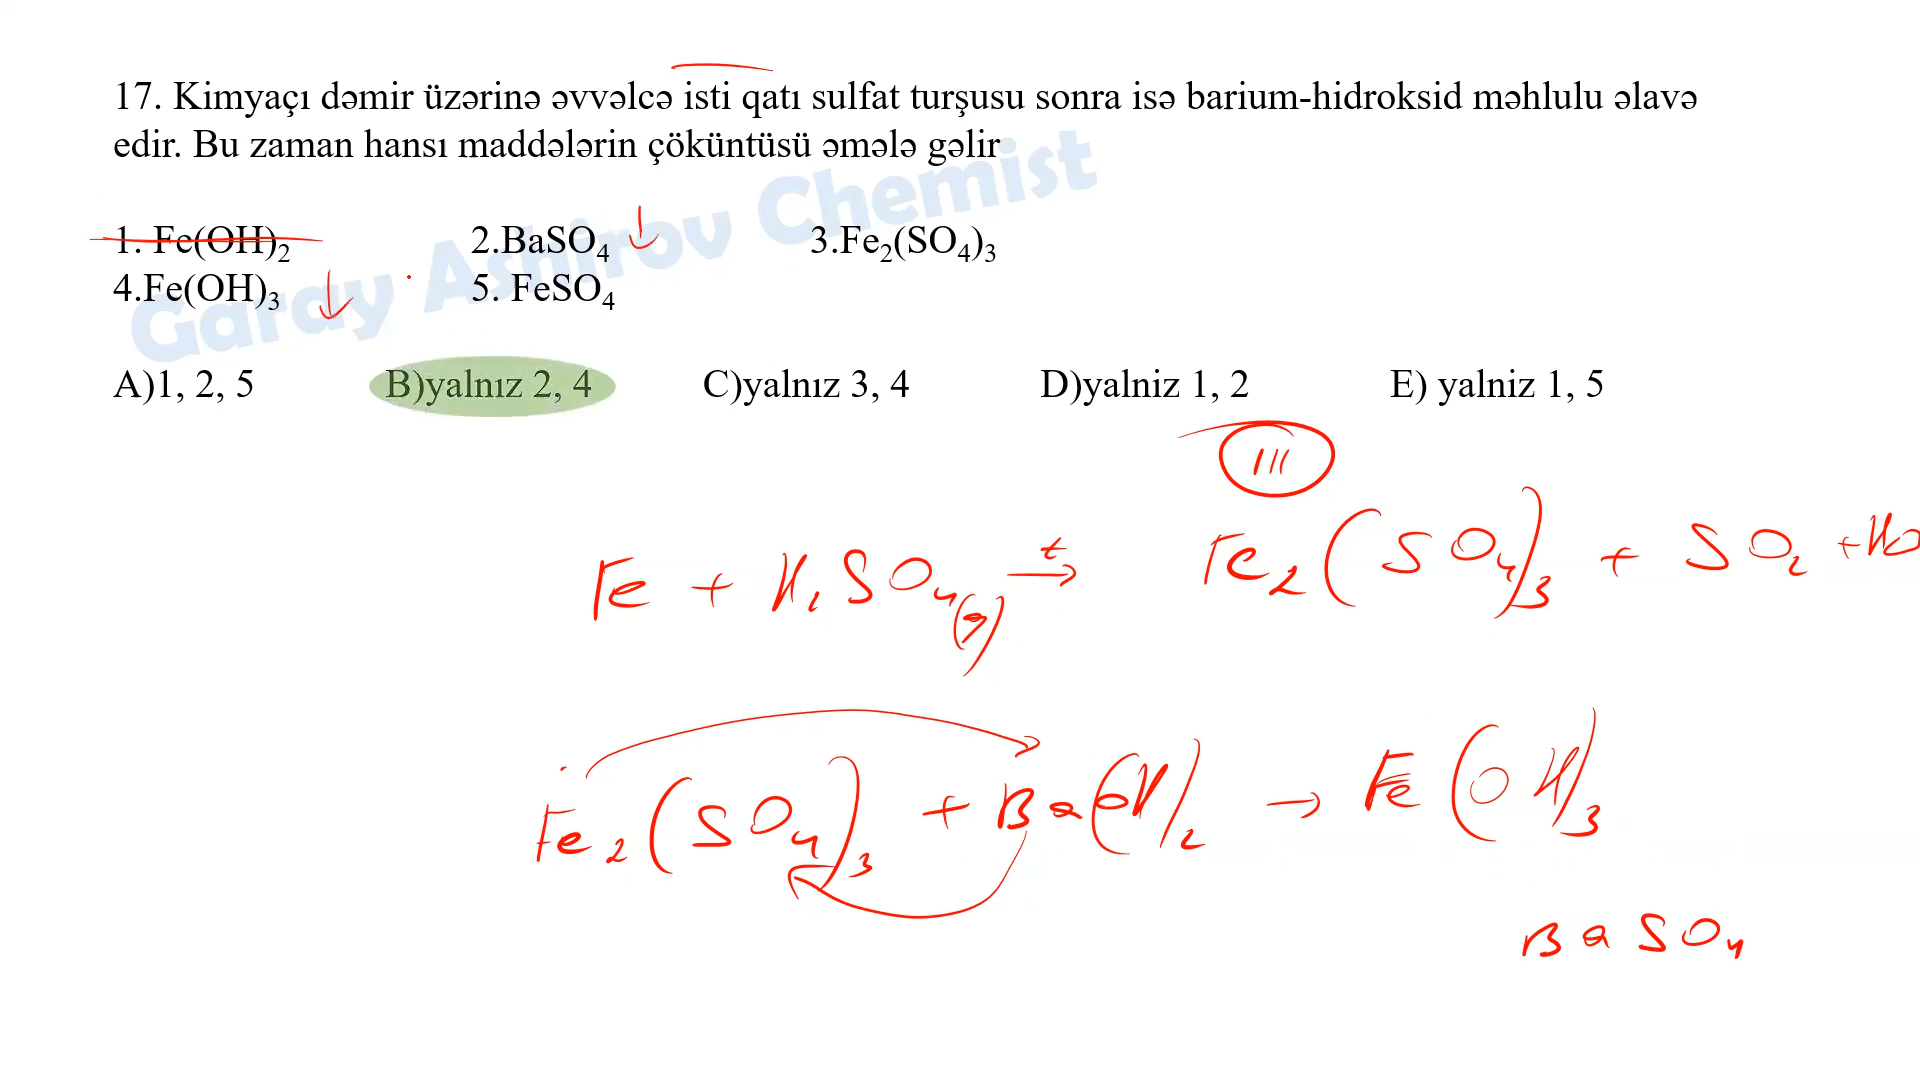 17. Kimyaçı dəmir üzərinə əvvəlcə isti qatı sulfat turşusu sonra isə barium-hidroksid məhlulu əlavə
edir. Bu zaman hansı maddələrin çöküntüsü əmələ gəlir
Garay Ashirov Chemist
1. Fe(OH)₂ 2.BaSO₄ ↓ 3.Fe₂(SO₄)₃
4.Fe(OH)₃ ↓ 5. FeSO₄
A)1, 2, 5 B)yalnız 2, 4 C)yalnız 3, 4 D)yalniz 1, 2 E) yalniz 1, 5
III
Fe + H₂SO₄(q) →t Fe₂(SO₄)₃ + SO₂ + H₂O
Fe₂(SO₄)₃ + Ba(OH)₂ → Fe(OH)₃
BaSO₄